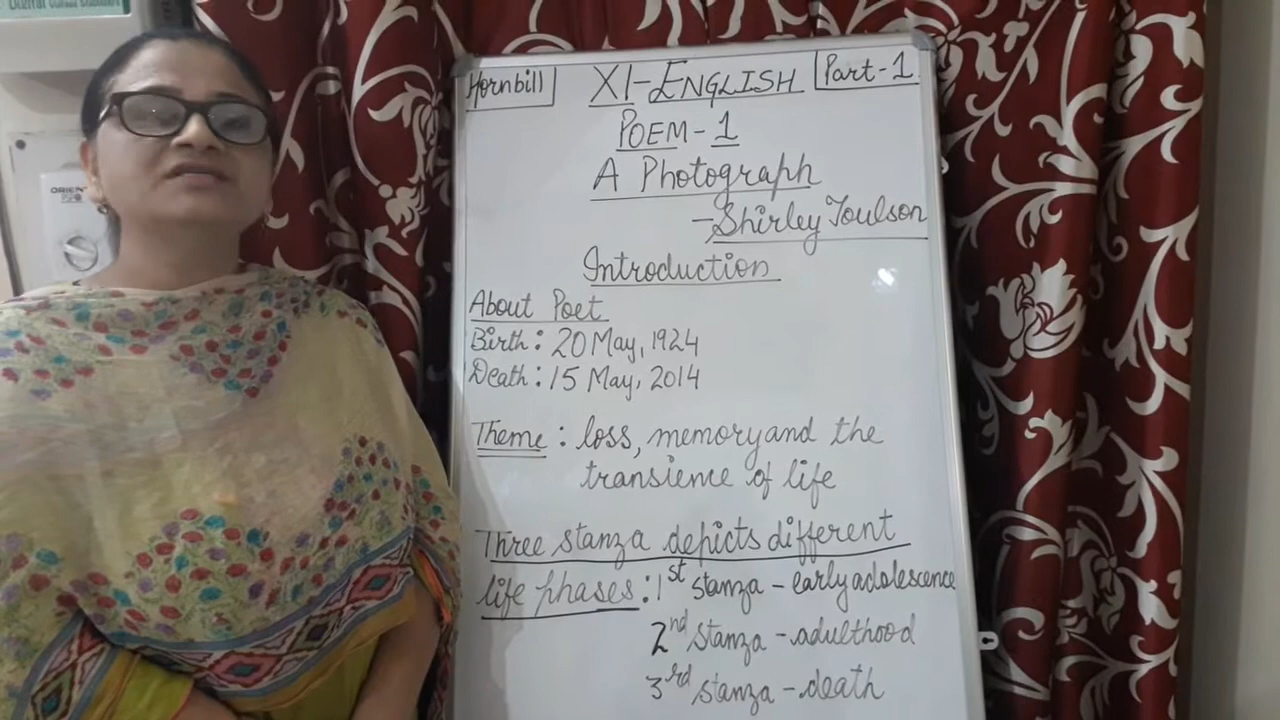 Hornbill XI-ENGLISH Part-1
POEM-1
A Photograph
-Shirley Toulson
Introduction
About Poet
Birth: 20 May, 1924
Death: 15 May, 2014
Theme: loss, memory and the
transience of life
Three stanza depicts different
life phases: 1st stanza - early adolescence
2nd stanza - adulthood
3rd stanza - death